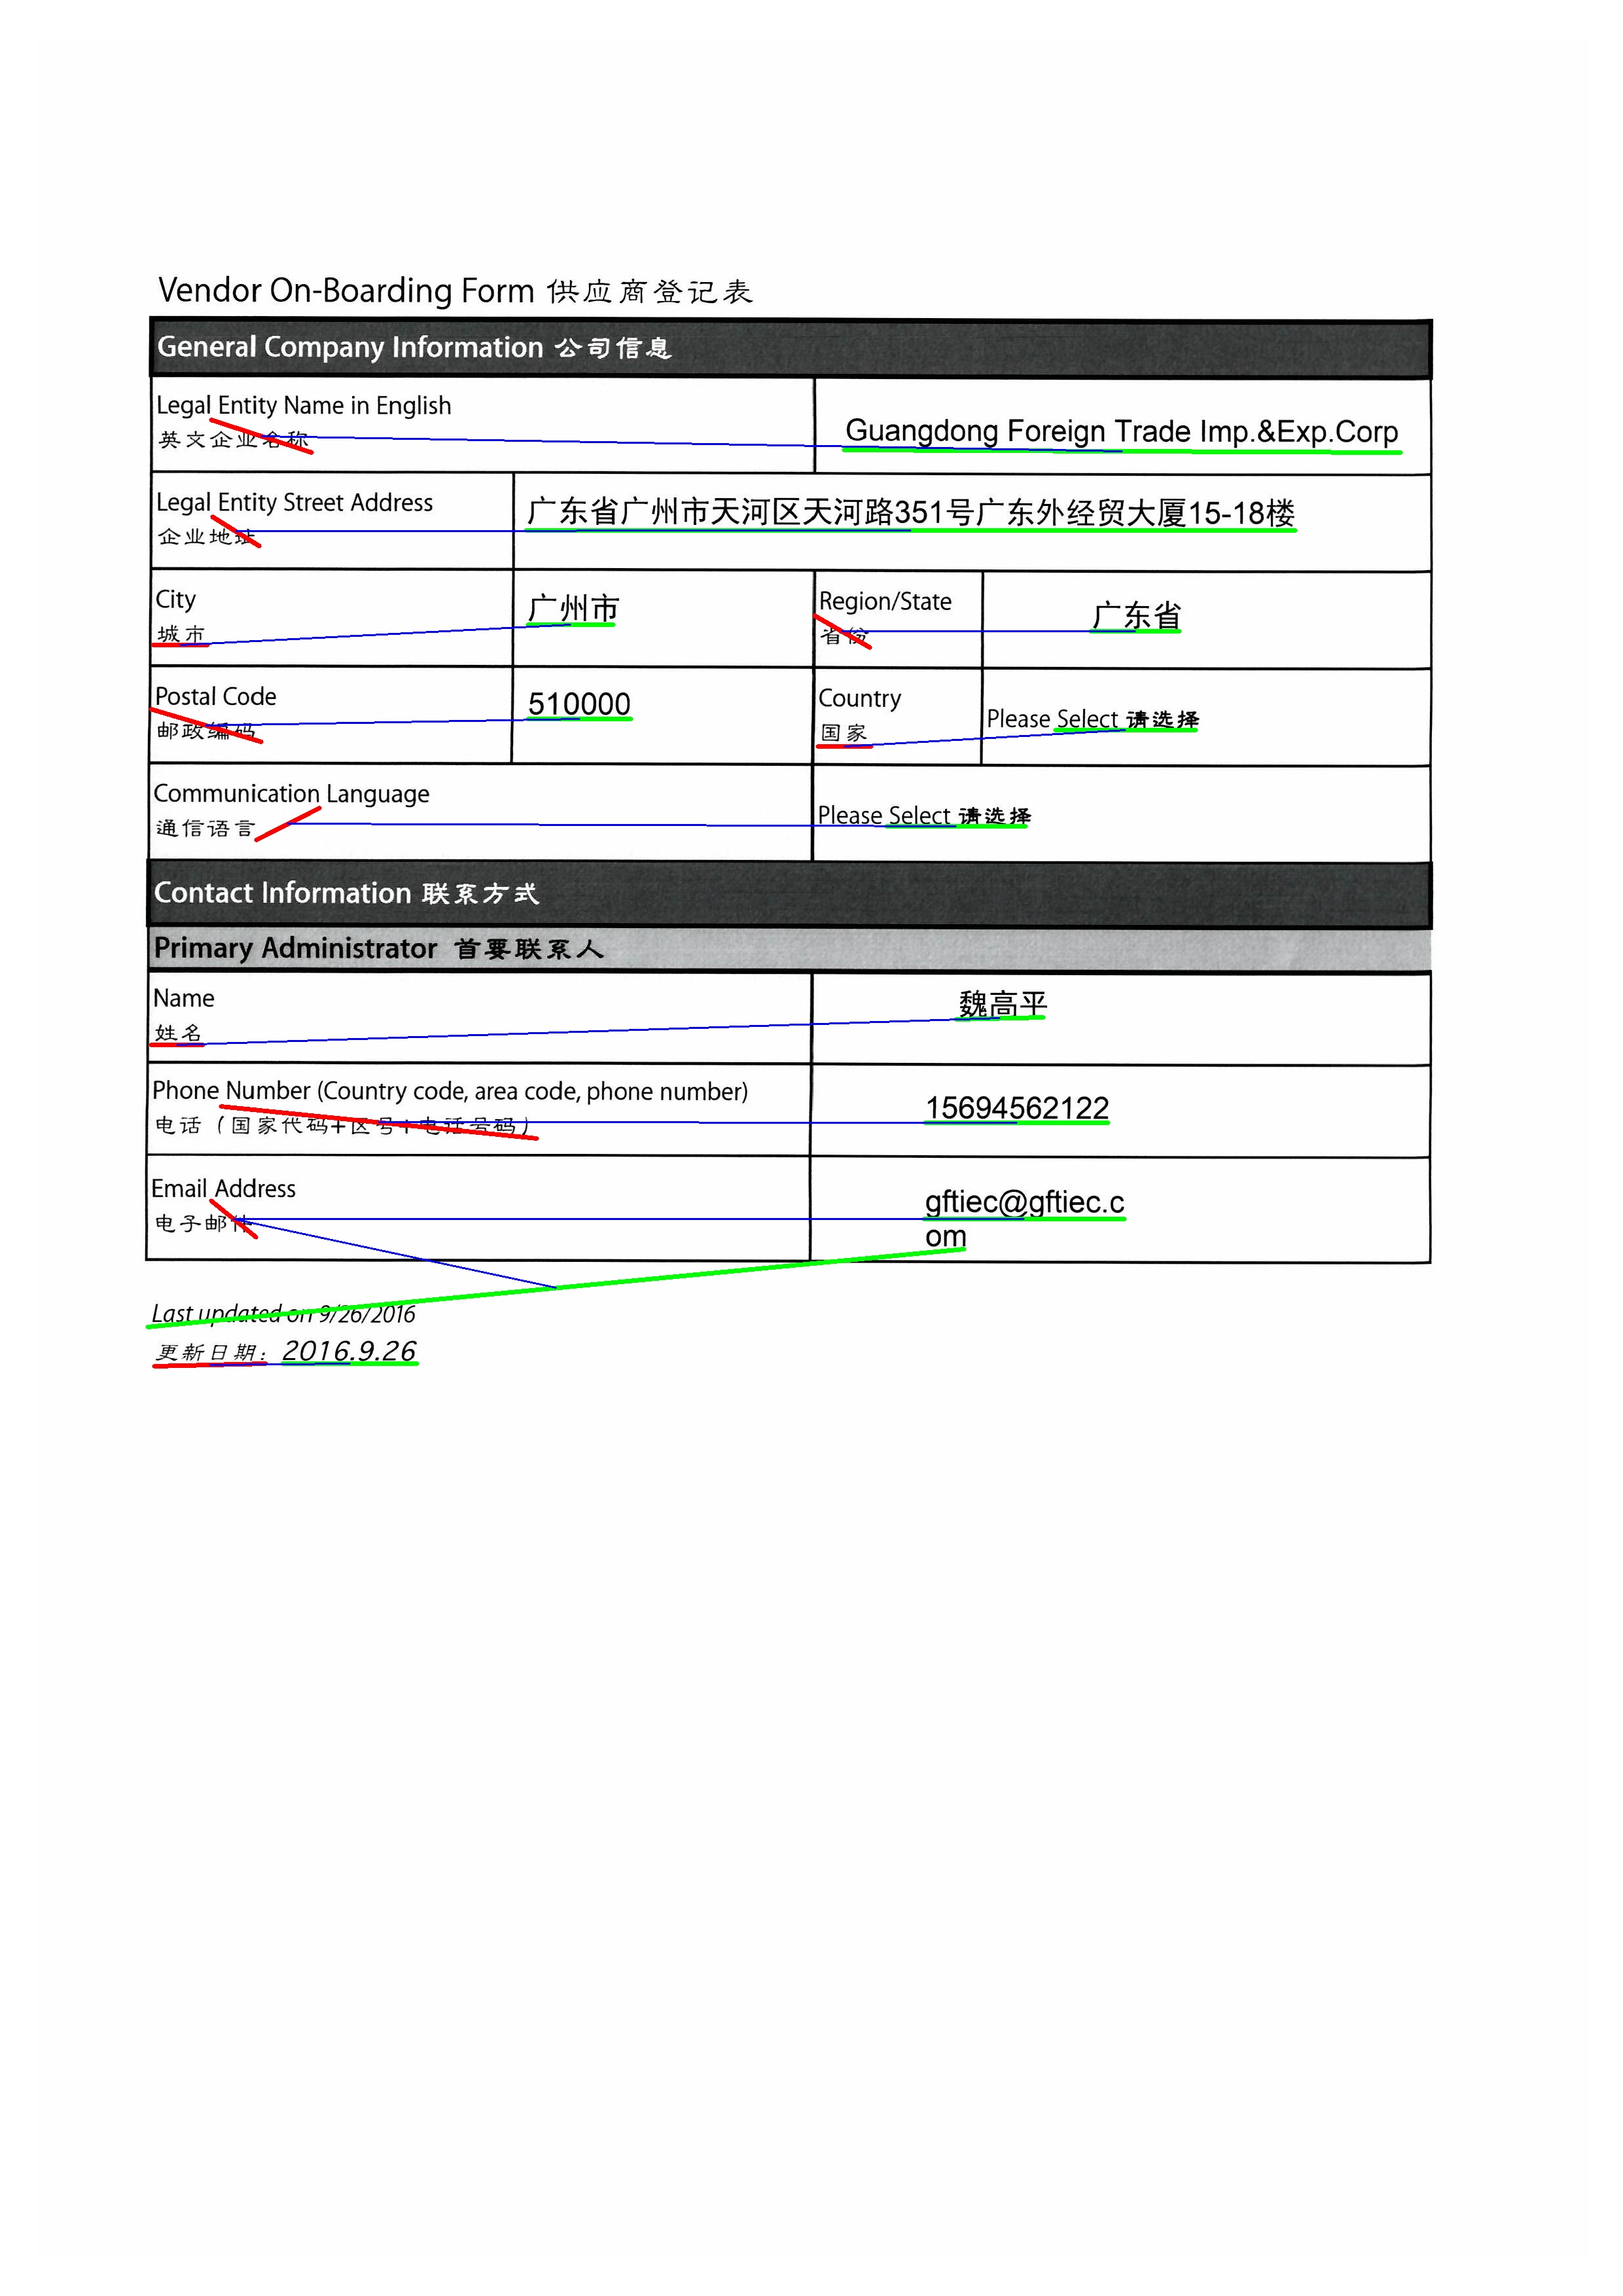 Vendor On-Boarding Form 供应商登记表
General Company Information 公司信息
Legal Entity Name in English
英文企业名称
Guangdong Foreign Trade Imp.&Exp.Corp
Legal Entity Street Address
企业地址
广东省广州市天河区天河路351号广东外经贸大厦15-18楼
City
城市
广州市
Region/State
省份
广东省
Postal Code
邮政编码
510000
Country
国家
Please Select 请选择
Communication Language
通信语言
Please Select 请选择
Contact Information 联系方式
Primary Administrator 首要联系人
Name
姓名
魏高平
Phone Number (Country code, area code, phone number)
电话（国家代码+区号+电话号码）
15694562122
Email Address
电子邮件
gftiec@gftiec.c
om
Last updated on 9/26/2016
更新日期：2016.9.26